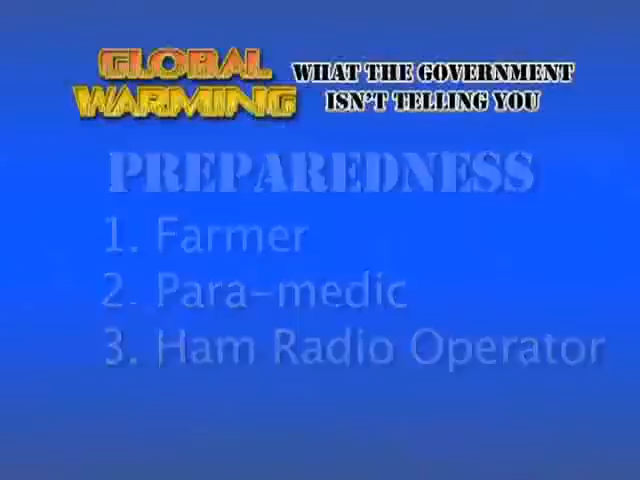 GLOBAL WARMING
WHAT THE GOVERNMENT
ISN'T TELLING YOU
PREPAREDNESS
1. Farmer
2. Para-medic
3. Ham Radio Operator